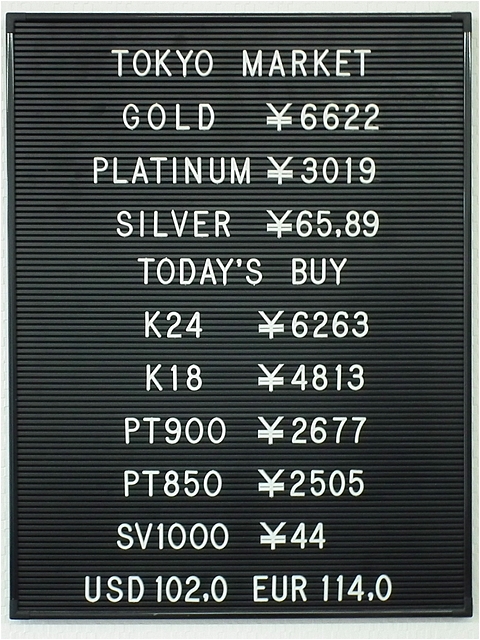 TOKYO MARKET
GOLD ¥6622
PLATINUM ¥3019
SILVER ¥65.89
TODAY'S BUY
K24 ¥6263
K18 ¥4813
PT900 ¥2677
PT850 ¥2505
SV1000 ¥44
USD 102.0 EUR 114.0